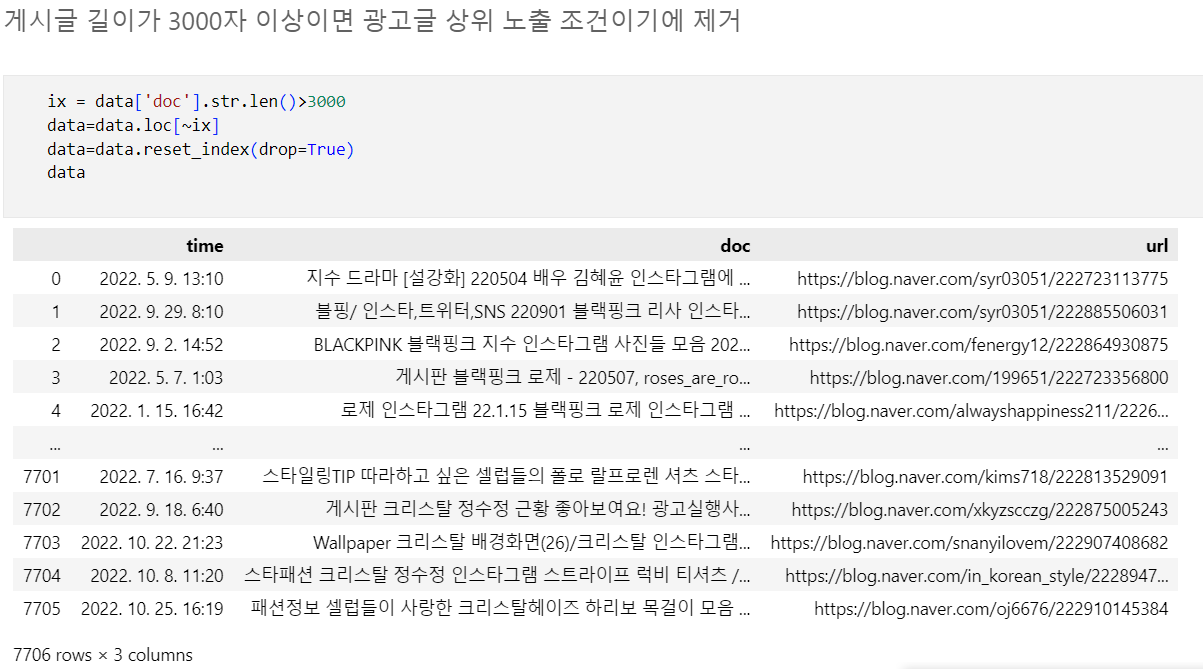 게시글 길이가 3000자 이상이면 광고글 상위 노출 조건이기에 제거
ix = data['doc'].str.len()>3000
data=data.loc[~ix]
data=data.reset_index(drop=True)
data
time doc url
0 2022. 5. 9. 13:10 지수 드라마 [설강화] 220504 배우 김혜윤 인스타그램에 ... https://blog.naver.com/syr03051/222723113775
1 2022. 9. 29. 8:10 블핑/ 인스타,트위터,SNS 220901 블랙핑크 리사 인스타... https://blog.naver.com/syr03051/222885506031
2 2022. 9. 2. 14:52 BLACKPINK 블랙핑크 지수 인스타그램 사진들 모음 202... https://blog.naver.com/fenergy12/222864930875
3 2022. 5. 7. 1:03 게시판 블랙핑크 로제 - 220507, roses_are_ro... https://blog.naver.com/199651/222723356800
4 2022. 1. 15. 16:42 로제 인스타그램 22.1.15 블랙핑크 로제 인스타그램 ... https://blog.naver.com/alwayshappiness211/2226...
... ... ... ...
7701 2022. 7. 16. 9:37 스타일링TIP 따라하고 싶은 셀럽들의 폴로 랄프로렌 셔츠 스타... https://blog.naver.com/kims718/222813529091
7702 2022. 9. 18. 6:40 게시판 크리스탈 정수정 근황 좋아보여요! 광고실행사... https://blog.naver.com/xkyzscczg/222875005243
7703 2022. 10. 22. 21:23 Wallpaper 크리스탈 배경화면(26)/크리스탈 인스타그램... https://blog.naver.com/snanyilovem/222907408682
7704 2022. 10. 8. 11:20 스타패션 크리스탈 정수정 인스타그램 스트라이프 럭비 티셔츠 /... https://blog.naver.com/in_korean_style/2228947...
7705 2022. 10. 25. 16:19 패션정보 셀럽들이 사랑한 크리스탈헤이즈 하리보 목걸이 모음 ... https://blog.naver.com/oj6676/222910145384
7706 rows × 3 columns